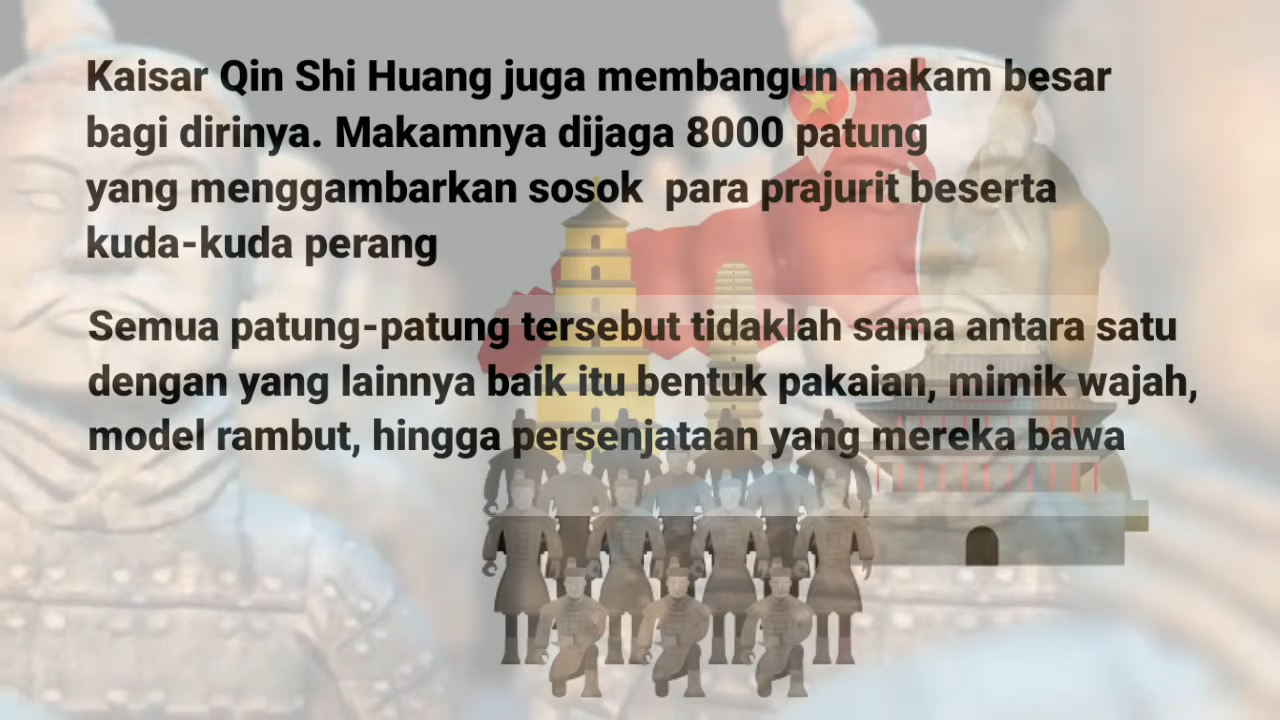 Kaisar Qin Shi Huang juga membangun makam besar
bagi dirinya. Makamnya dijaga 8000 patung
yang menggambarkan sosok  para prajurit beserta
kuda-kuda perang
Semua patung-patung tersebut tidaklah sama antara satu
dengan yang lainnya baik itu bentuk pakaian, mimik wajah,
model rambut, hingga persenjataan yang mereka bawa